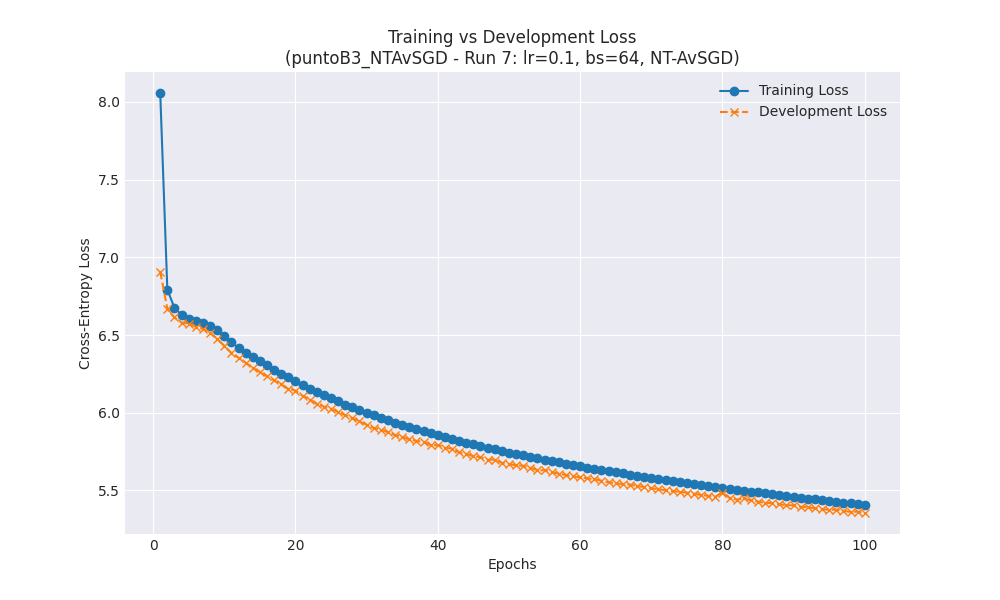 Training vs Development Loss
(puntoB3_NTAvSGD - Run 7: lr=0.1, bs=64, NT-AvSGD)
Training Loss
Development Loss
Cross-Entropy Loss
8.0
7.5
7.0
6.5
6.0
5.5
0 20 40 60 80 100
Epochs